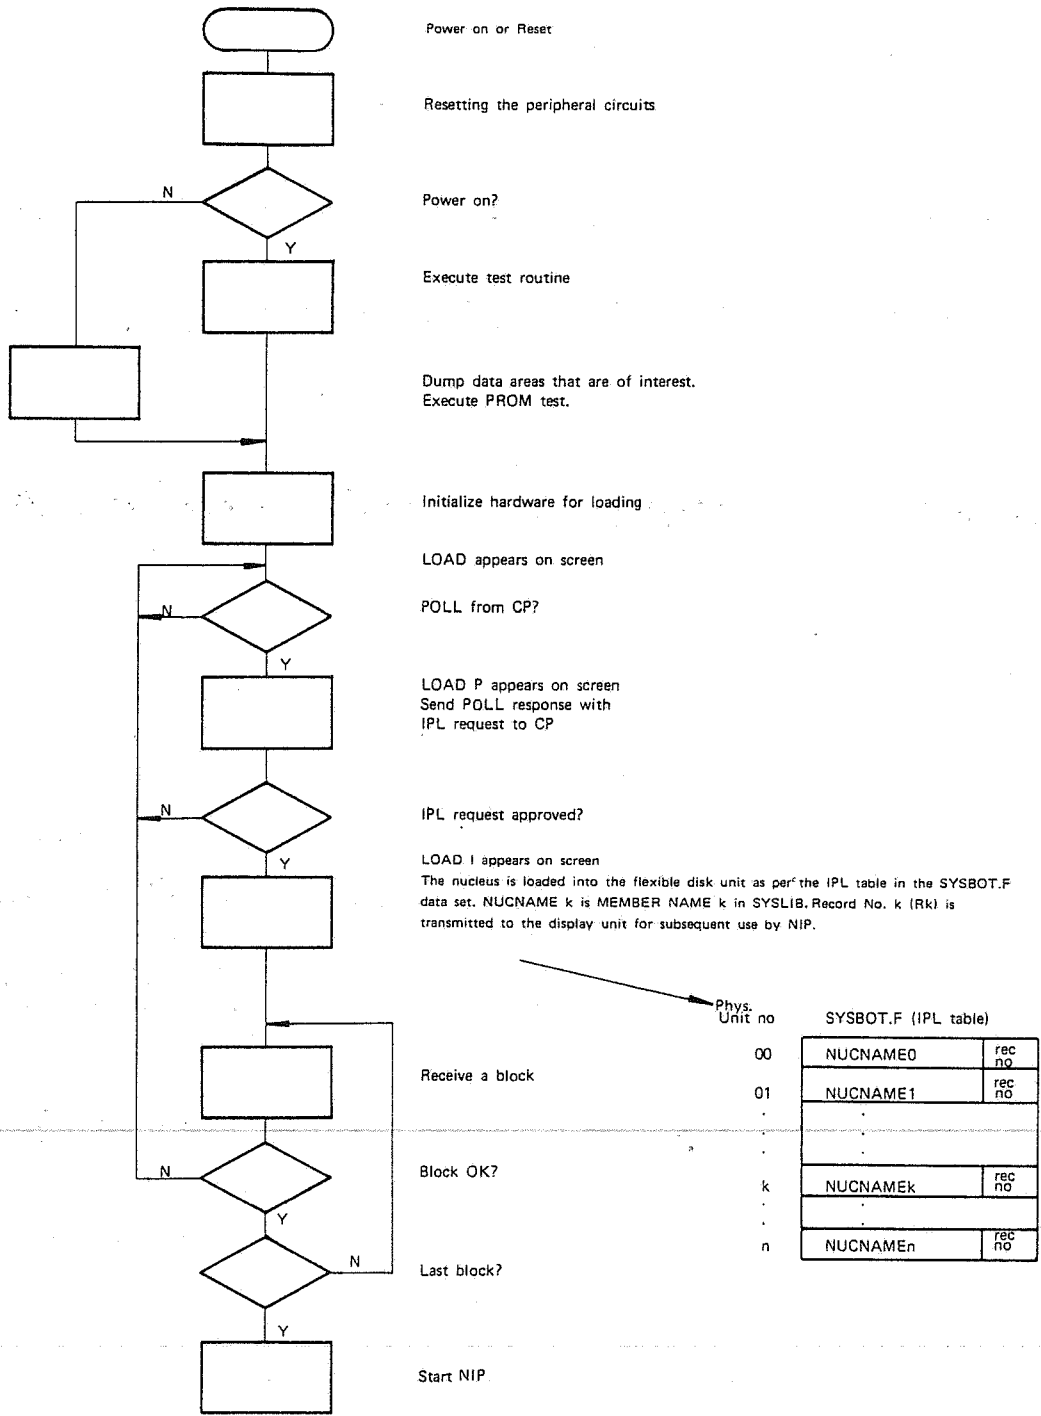 Power on or Reset
Resetting the peripheral circuits
N
Power on?
Y
Execute test routine
Dump data areas that are of interest.
Execute PROM test.
Initialize hardware for loading
LOAD appears on screen
N
POLL from CP?
Y
LOAD P appears on screen
Send POLL response with
IPL request to CP
N
IPL request approved?
Y
LOAD I appears on screen
The nucleus is loaded into the flexible disk unit as per the IPL table in the SYSBOT.F
data set. NUCNAME k is MEMBER NAME k in SYSLIB. Record No. k (Rk) is
transmitted to the display unit for subsequent use by NIP.
Phys.
Unit no SYSBOT.F (IPL table)
00 NUCNAME0 rec no
Receive a block
01 NUCNAME1 rec no
N
Block OK?
k NUCNAMEk rec no
Y
n NUCNAMEn rec no
N
Last block?
Y
Start NIP